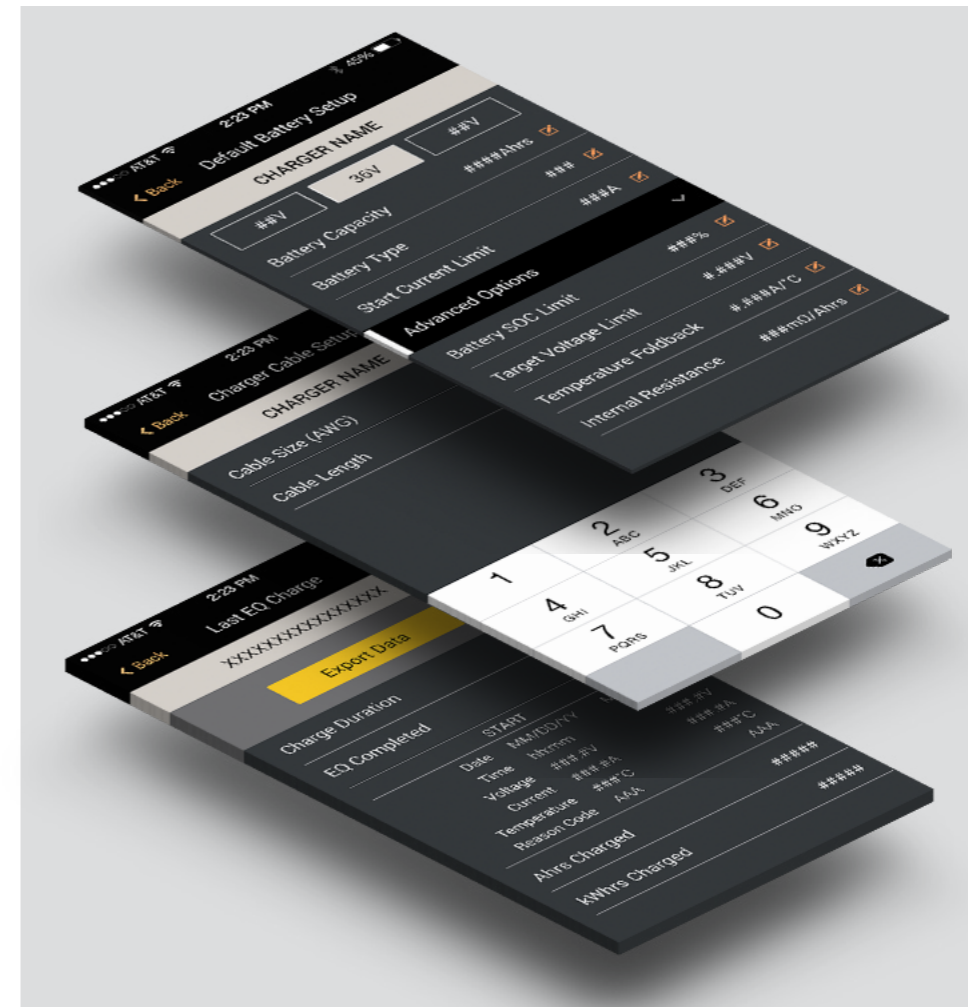 AT&T 2:23 PM 45%
Back Default Battery Setup
CHARGER NAME
##V 36V ##V
Battery Capacity ####Ahrs
Battery Type ###
Start Current Limit ###A
Advanced Options
Battery SOC Limit ###%
Target Voltage Limit #.###V
Temperature Foldback #.###A/°C
Internal Resistance ###mΩ/Ahrs
AT&T 2:23 PM
Back Charger Cable Setup
CHARGER NAME
Cable Size (AWG)
Cable Length
1 2 ABC 3 DEF
4 GHI 5 JKL 6 MNO
7 PQRS 8 TUV 9 WXYZ
0
AT&T 2:23 PM
Back Last EQ Charge
XXXXXXXXXXXXXXX
Export Data
Charge Duration
EQ Completed
START
Date MM/DD/YY
Time hh:mm
Voltage ###.#V ###.#V
Current ###.#A ###.#A
Temperature ###°C ###°C
Reason Code AAA AAA
Ahrs Charged #####
kWhrs Charged #####